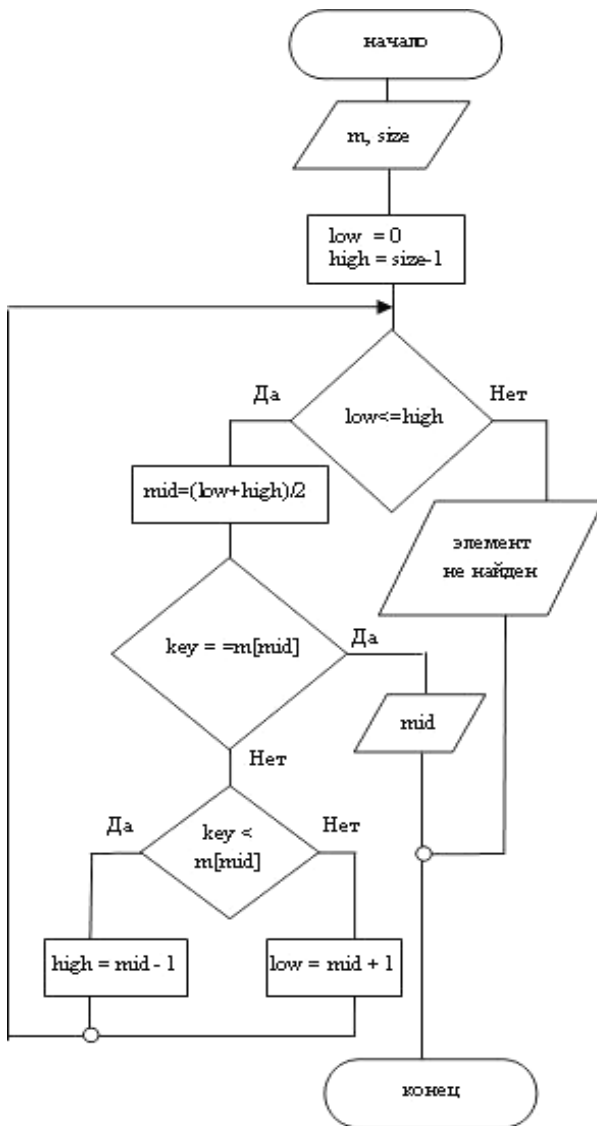 начало
m, size
low = 0
high = size-1
low<=high
Да
Нет
mid=(low+high)/2
элемент
не найден
key = =m[mid]
Да
mid
Нет
key <
m[mid]
Да
Нет
high = mid - 1
low = mid + 1
конец